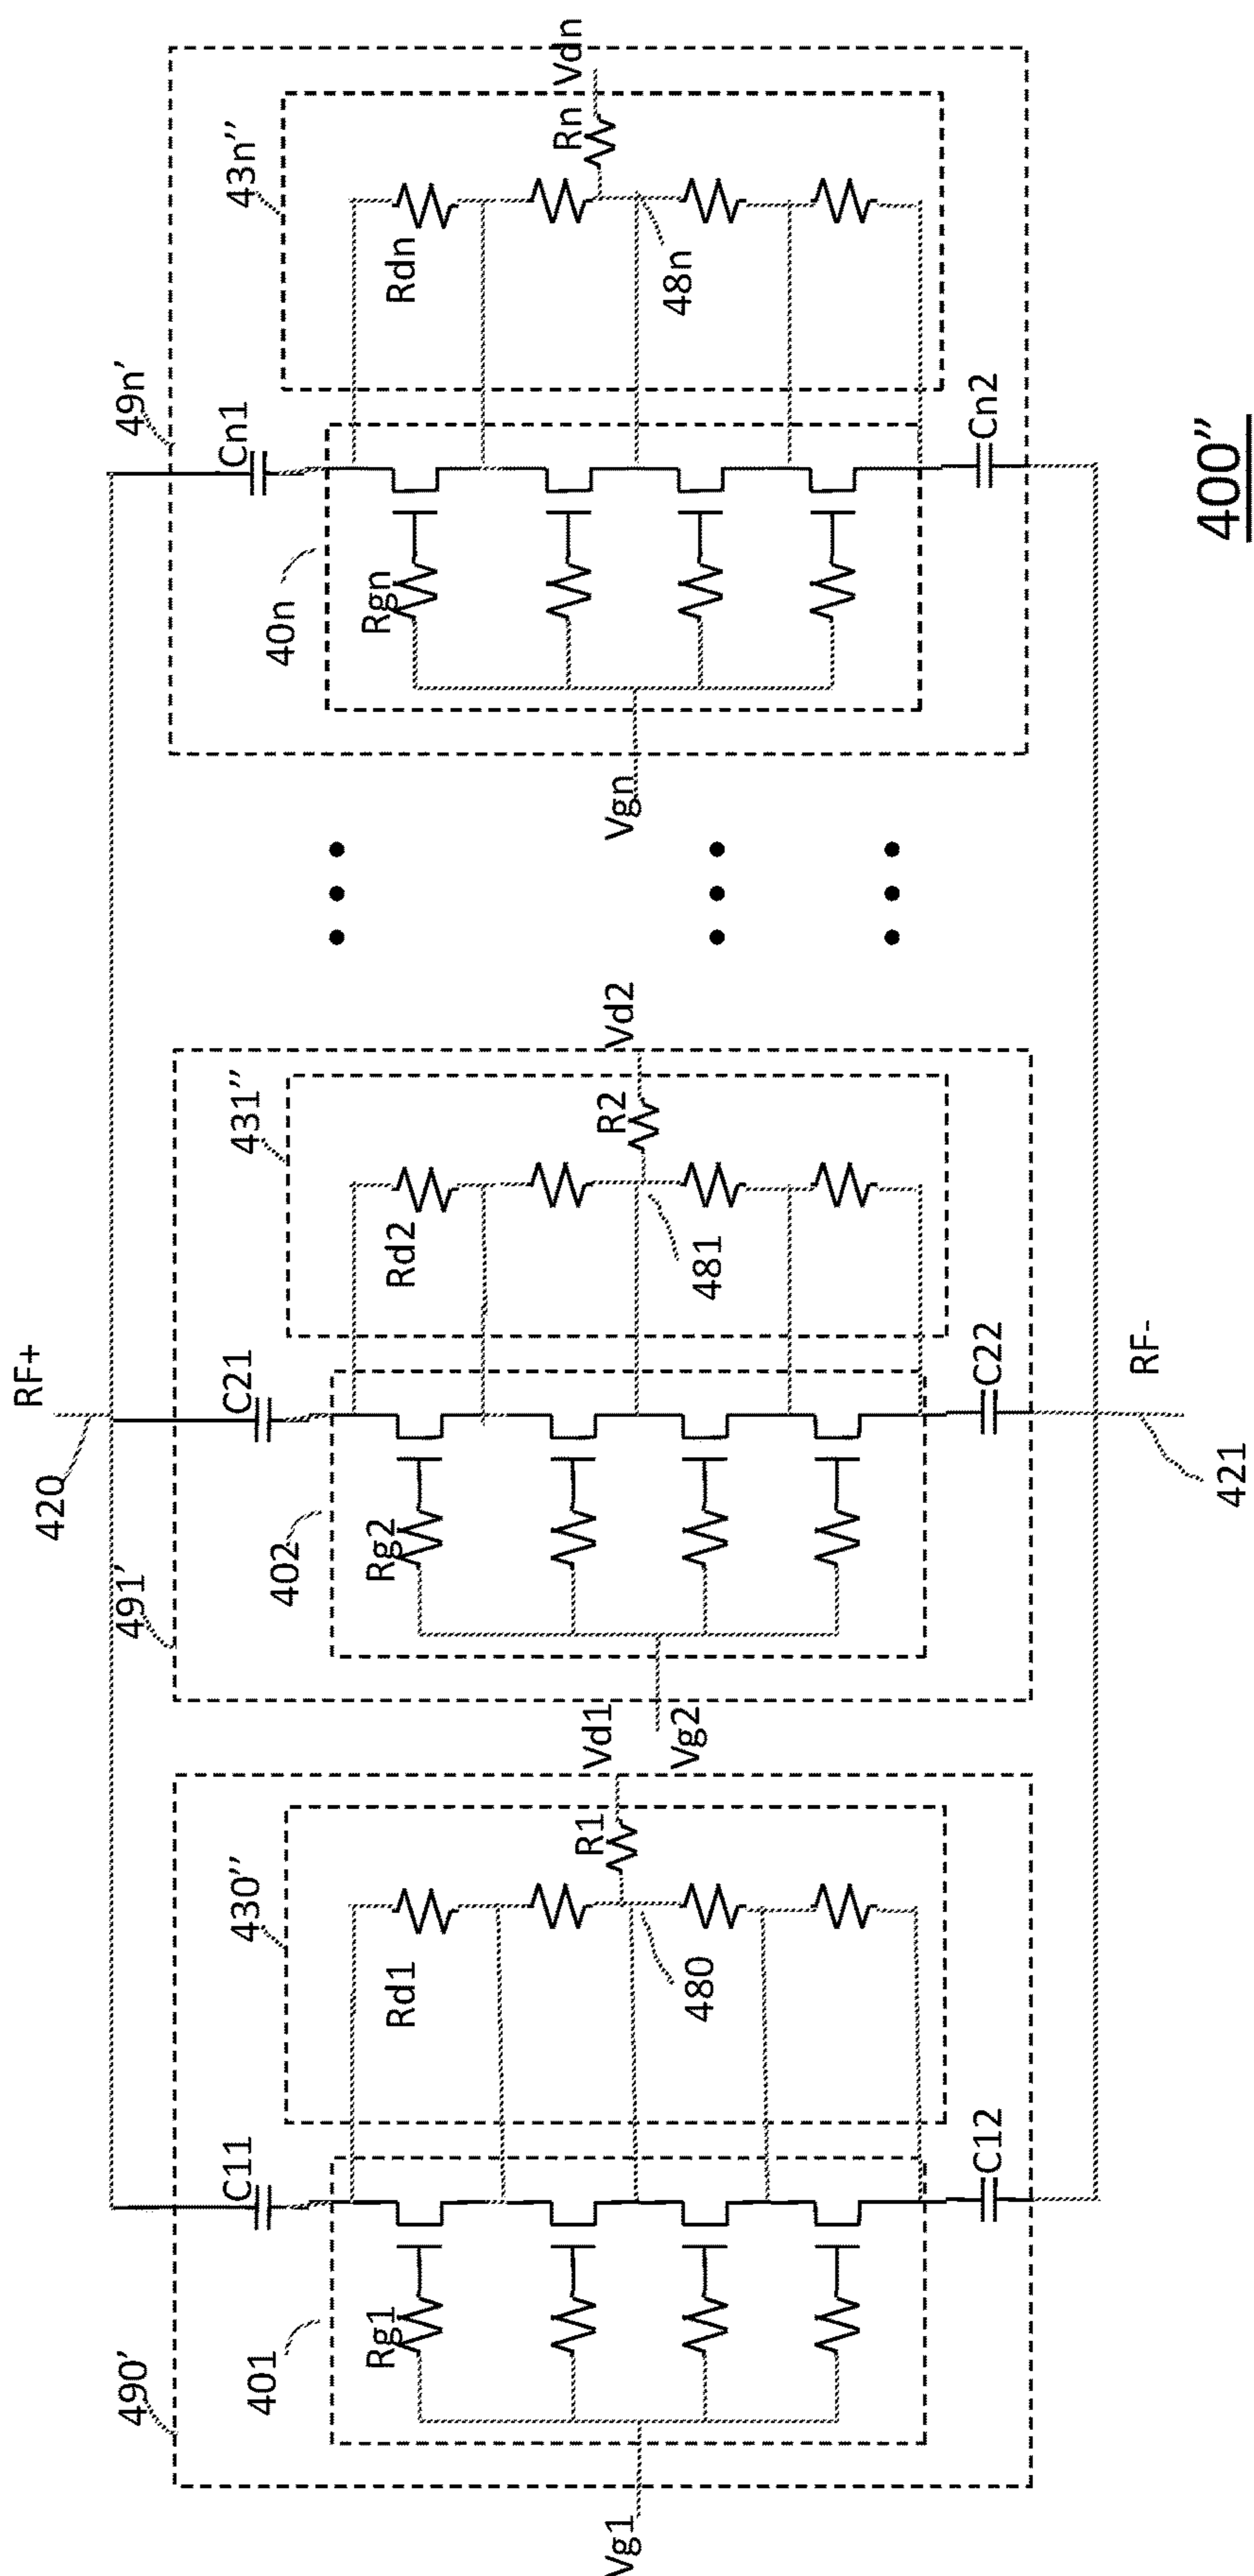 RF+
420
490’
C11
430’’
401
Rg1
Rd1
R1
Vd1
480
Vg1
C12
491’
C21
431’’
402
Rg2
Rd2
R2
Vd2
481
Vg2
C22
49n’
Cn1
43n’’
40n
Rgn
Rdn
Rn
Vdn
48n
Vgn
Cn2
RF-
421
400”